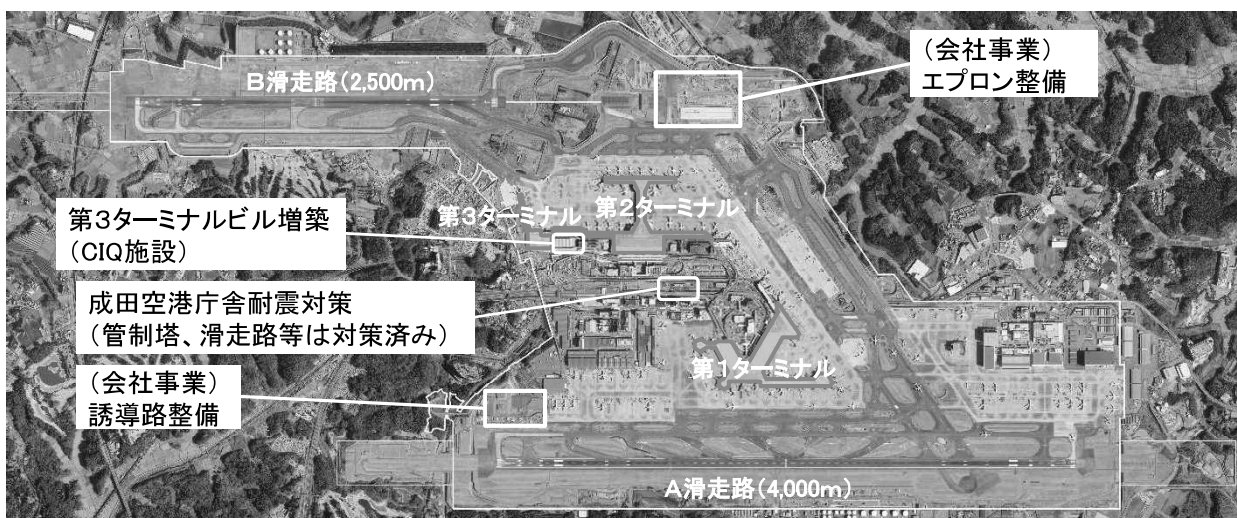 B滑走路(2,500m)
(会社事業)
エプロン整備
第3ターミナルビル増築
(CIQ施設)
第3ターミナル
第2ターミナル
成田空港庁舎耐震対策
(管制塔、滑走路等は対策済み)
(会社事業)
誘導路整備
第1ターミナル
A滑走路(4,000m)